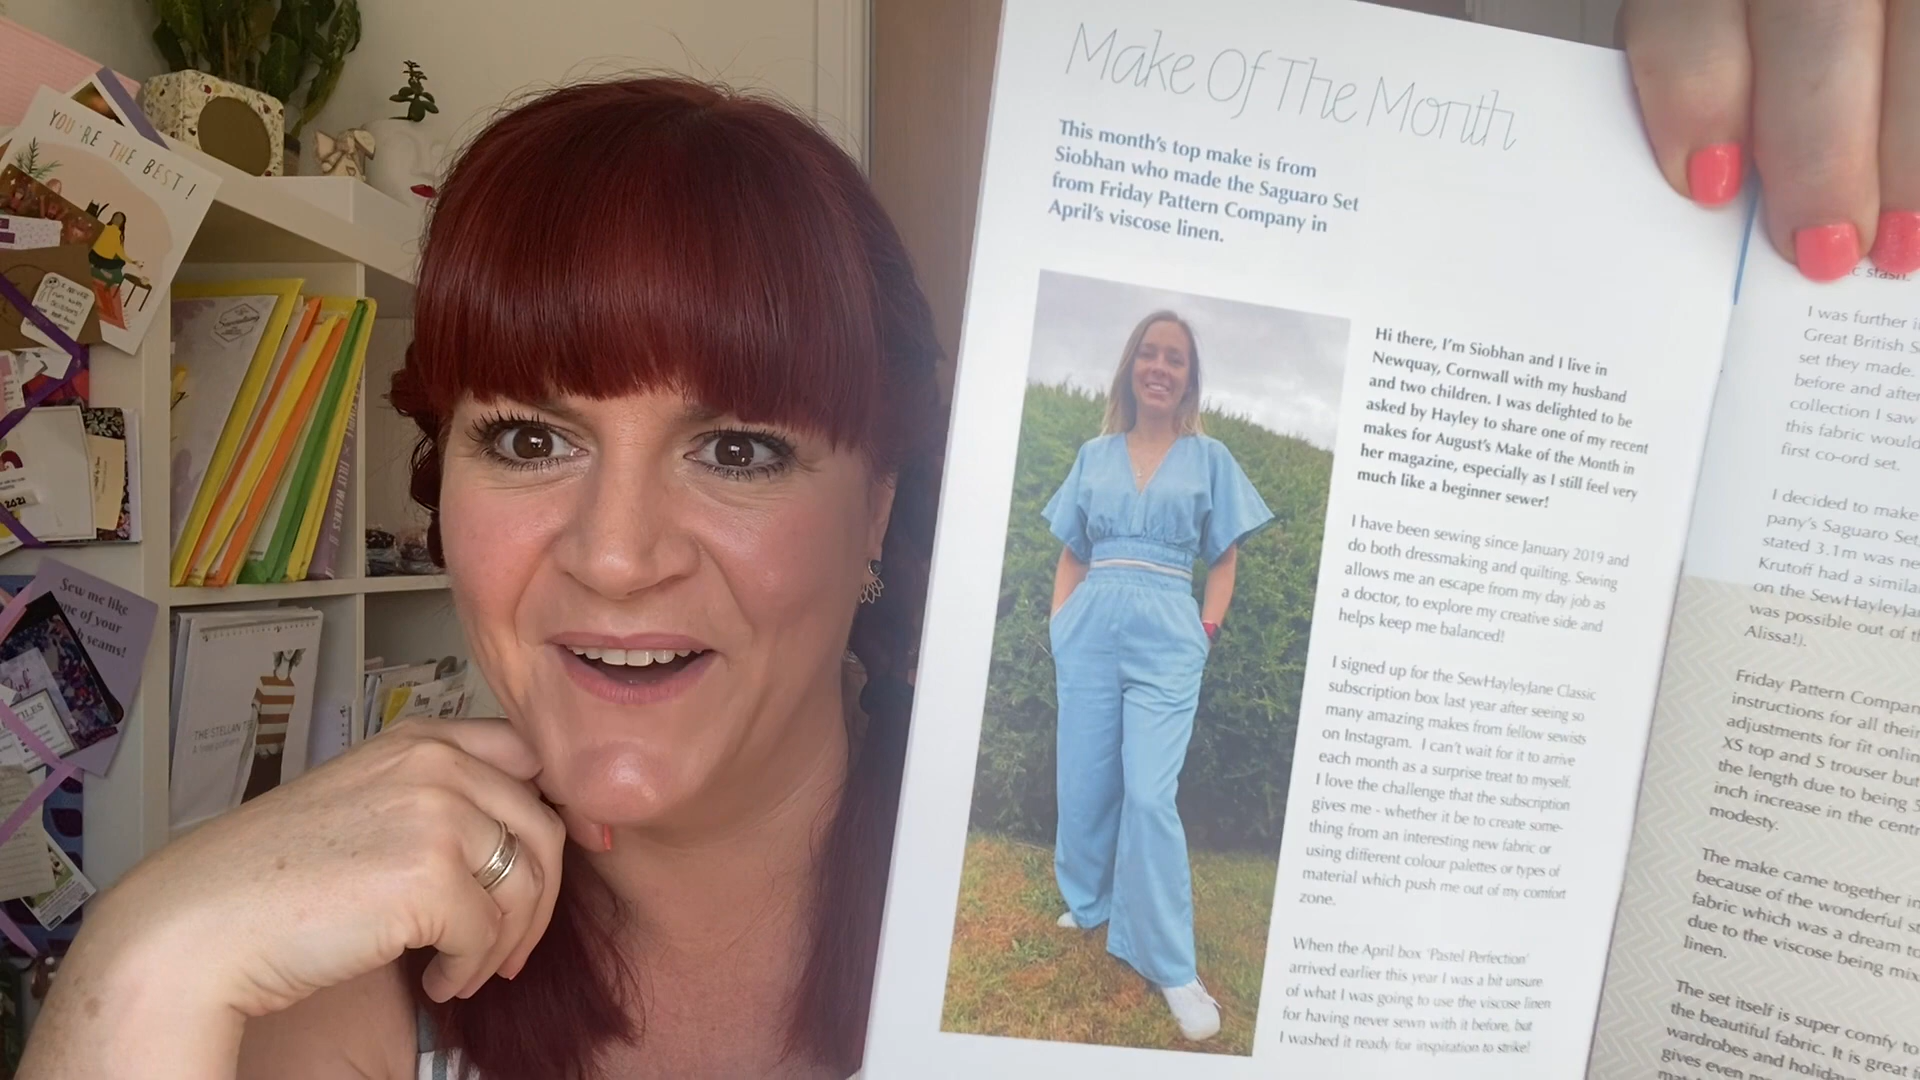 YOU'RE THE BEST!
2021
Sew me like
one of your
seams!
THE STELLAN
Make Of The Month
This month's top make is from
Siobhan who made the Saguaro Set
from Friday Pattern Company in
April's viscose linen.
Hi there, I'm Siobhan and I live in
Newquay, Cornwall with my husband
and two children. I was delighted to be
asked by Hayley to share one of my recent
makes for August's Make of the Month in
her magazine, especially as I still feel very
much like a beginner sewer!
I have been sewing since January 2019 and
do both dressmaking and quilting. Sewing
allows me an escape from my day job as
a doctor, to explore my creative side and
helps keep me balanced!
I signed up for the SewHayleyJane Classic
subscription box last year after seeing so
many amazing makes from fellow sewists
on Instagram. I can't wait for it to arrive
each month as a surprise treat to myself.
I love the challenge that the subscription
gives me - whether it be to create some-
thing from an interesting new fabric or
using different colour palettes or types of
material which push me out of my comfort
zone.
When the April box 'Pastel Perfection'
arrived earlier this year I was a bit unsure
of what I was going to use the viscose linen
for having never sewn with it before, but
I washed it ready for inspiration to strike!
stash.
I was further
Great British
set they made.
before and after
collection I saw
this fabric would
first co-ord set.
I decided to make
pany's Saguaro Set.
stated 3.1m was
Krutoff had a similar
on the SewHayleyJane
was possible out of
Alissa!).
Friday Pattern
instructions for all their
adjustments for fit online
XS top and S trouser but
the length due to being 5
inch increase in the
modesty.
The make came together
because of the wonderful
fabric which was a dream to
due to the viscose being
linen.
The set itself is super comfy
the beautiful fabric. It is great
wardrobes and
gives even